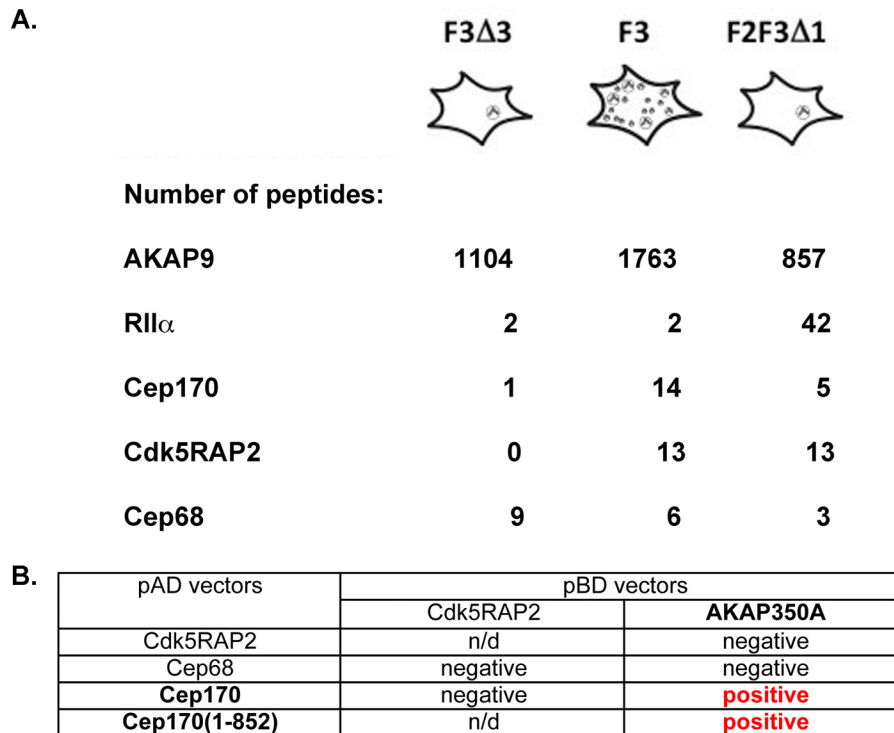 A.
F3Δ3 F3 F2F3Δ1
Number of peptides:
AKAP9 1104 1763 857
RIIα 2 2 42
Cep170 1 14 5
Cdk5RAP2 0 13 13
Cep68 9 6 3
B.
pAD vectors pBD vectors
Cdk5RAP2 AKAP350A
Cdk5RAP2 n/d negative
Cep68 negative negative
Cep170 negative positive
Cep170(1-852) n/d positive